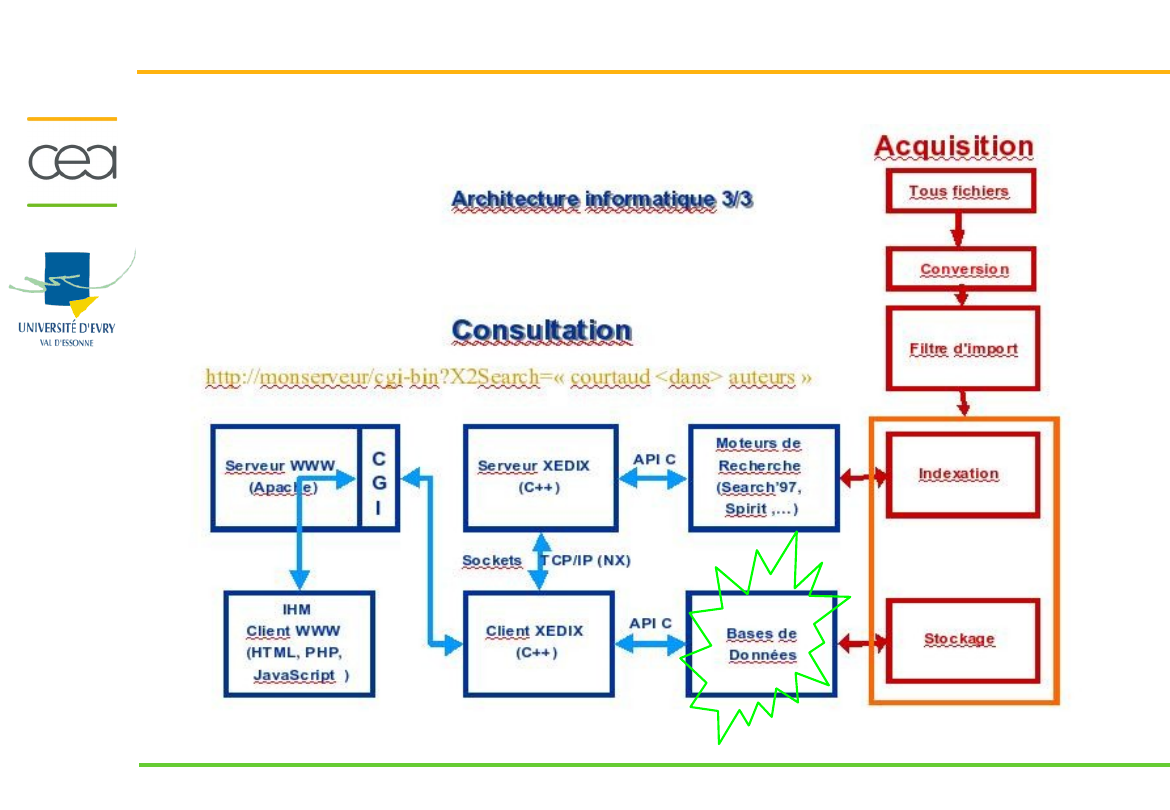 cea
UNIVERSITÉ D'EVRY
VAL D'ESSONNE
Architecture informatique 3/3
Acquisition
Tous fichiers
Conversion
Filtre d'import
Indexation
Stockage
Consultation
http://monserveur/cgi-bin?X2Search=« courtaud <dans> auteurs »
Serveur WWW
(Apache)
C
G
I
Serveur XEDIX
(C++)
API C
Moteurs de
Recherche
(Search'97,
Spirit ,...)
Sockets TCP/IP (NX)
IHM
Client WWW
(HTML, PHP,
JavaScript )
Client XEDIX
(C++)
API C
Bases de
Données